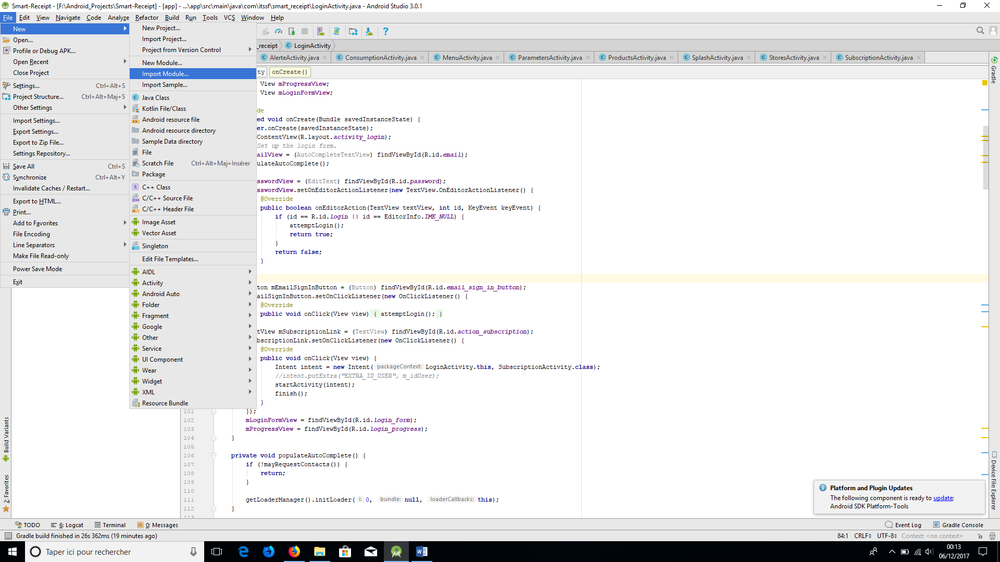 Smart-Receipt - [F:\Android_Projects\Smart-Receipt] - [app] - ...\app\src\main\java\com\itssf\smart_receipt\LoginActivity.java - Android Studio 3.0.1
File Edit View Navigate Code Analyze Refactor Build Run Tools VCS Window Help
New
Open...
Profile or Debug APK...
Open Recent
Close Project
Settings... Ctrl+Alt+S
Project Structure... Ctrl+Alt+Maj+S
Other Settings
Import Settings...
Export Settings...
Export to Zip File...
Settings Repository...
Save All Ctrl+S
Synchronize Ctrl+Alt+Y
Invalidate Caches / Restart...
Export to HTML...
Print...
Add to Favorites
File Encoding
Line Separators
Make File Read-only
Power Save Mode
Exit
New Project...
Import Project...
Project from Version Control
New Module...
Import Module...
Import Sample...
Java Class
Kotlin File/Class
Android resource file
Android resource directory
Sample Data directory
File
Scratch File Ctrl+Alt+Maj+Insérer
Package
C++ Class
C/C++ Source File
C/C++ Header File
Image Asset
Vector Asset
Singleton
Edit File Templates...
AIDL
Activity
Android Auto
Folder
Fragment
Google
Other
Service
UI Component
Wear
Widget
XML
Resource Bundle
_receipt LoginActivity
AlerteActivity.java ConsumptionActivity.java MenuActivity.java ParametersActivity.java ProductsActivity.java SplashActivity.java StoresActivity.java SubscriptionActivity.java
ty onCreate()
View mProgressView;
View mLoginFormView;
de
ed void onCreate(Bundle savedInstanceState) {
er.onCreate(savedInstanceState);
ContentView(R.layout.activity_login);
Set up the login form.
ailView = (AutoCompleteTextView) findViewById(R.id.email);
ulateAutoComplete();
sswordView = (EditText) findViewById(R.id.password);
sswordView.setOnEditorActionListener(new TextView.OnEditorActionListener() {
@Override
public boolean onEditorAction(TextView textView, int id, KeyEvent keyEvent) {
if (id == R.id.login || id == EditorInfo.IME_NULL) {
attemptLogin();
return true;
}
return false;
}
ton mEmailSignInButton = (Button) findViewById(R.id.email_sign_in_button);
ailSignInButton.setOnClickListener(new OnClickListener() {
@Override
public void onClick(View view) { attemptLogin(); }
tView mSubscriptionLink = (TextView) findViewById(R.id.action_subscription);
bscriptionLink.setOnClickListener(new OnClickListener() {
@Override
public void onClick(View view) {
Intent intent = new Intent( packageContext: LoginActivity.this, SubscriptionActivity.class);
//intent.putExtra("EXTRA_ID_USER", m_idUser);
startActivity(intent);
finish();
}
101 });
102 mLoginFormView = findViewById(R.id.login_form);
103 mProgressView = findViewById(R.id.login_progress);
104 }
105
106 private void populateAutoComplete() {
107 if (!mayRequestContacts()) {
108 return;
109 }
110
111 getLoaderManager().initLoader( i: 0, bundle: null, loaderCallbacks: this);
112 }
113
Build Variants
2: Favorites
Gradle
Device File Explorer
Platform and Plugin Updates
The following component is ready to update:
Android SDK Platform-Tools
TODO 6: Logcat Terminal 0: Messages Event Log Gradle Console
Gradle build finished in 26s 362ms (19 minutes ago) 84:1 CRLF UTF-8 Context: <no context>
Taper ici pour rechercher
00:13
06/12/2017